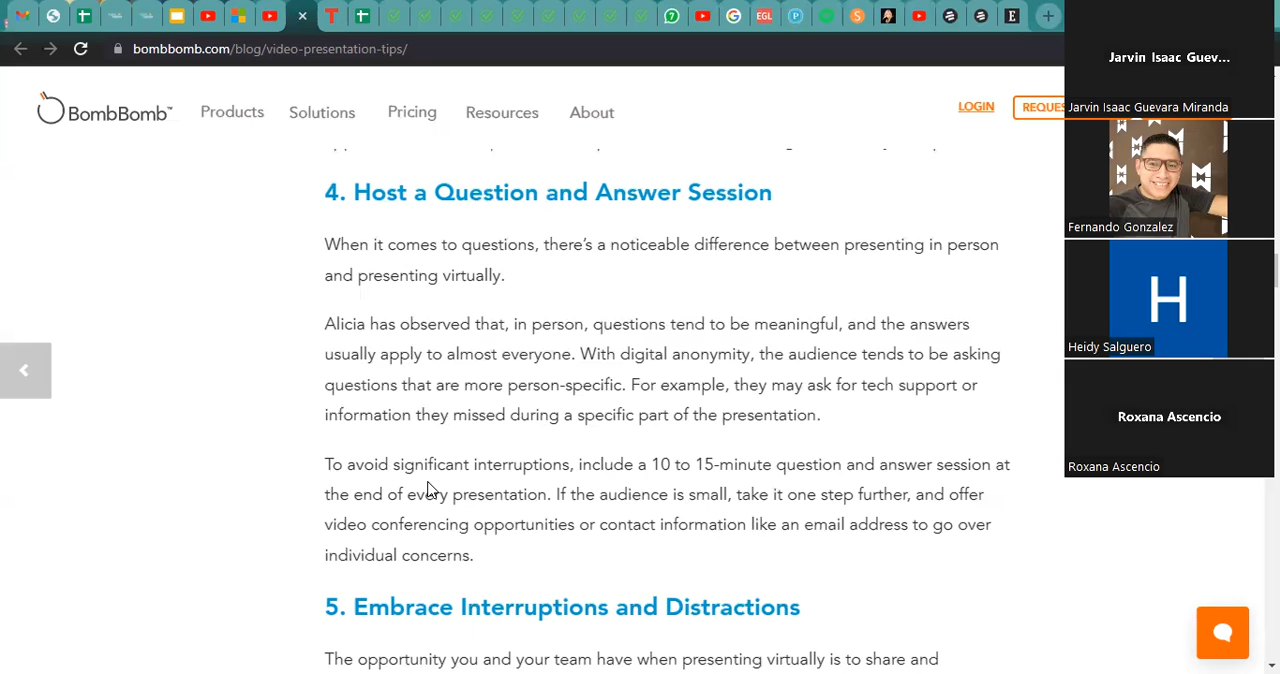 bombbomb.com/blog/video-presentation-tips/
BombBomb™
Products
Solutions
Pricing
Resources
About
LOGIN
REQUES
4. Host a Question and Answer Session
When it comes to questions, there's a noticeable difference between presenting in person
and presenting virtually.
Alicia has observed that, in person, questions tend to be meaningful, and the answers
usually apply to almost everyone. With digital anonymity, the audience tends to be asking
questions that are more person-specific. For example, they may ask for tech support or
information they missed during a specific part of the presentation.
To avoid significant interruptions, include a 10 to 15-minute question and answer session at
the end of every presentation. If the audience is small, take it one step further, and offer
video conferencing opportunities or contact information like an email address to go over
individual concerns.
5. Embrace Interruptions and Distractions
The opportunity you and your team have when presenting virtually is to share and
Jarvin Isaac Guev...
Jarvin Isaac Guevara Miranda
Fernando Gonzalez
H
Heidy Salguero
Roxana Ascencio
Roxana Ascencio